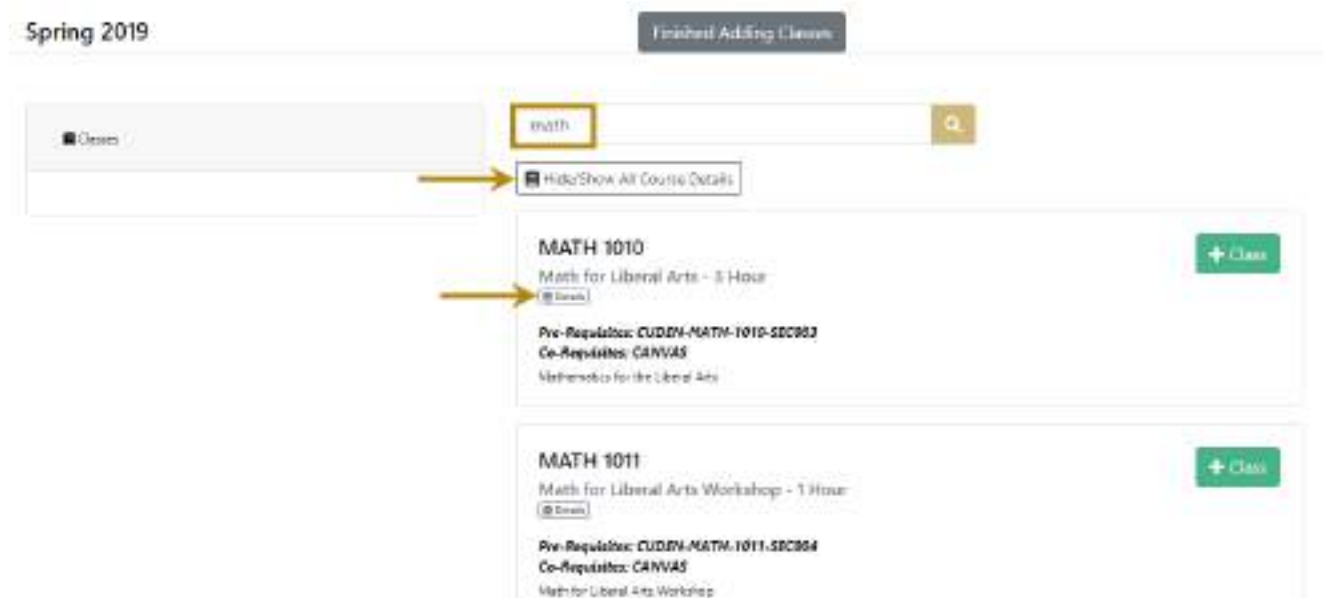 Spring 2019
Finished Adding Classes
Classes
math
Hide/Show All Course Details
MATH 1010
+ Class
Math for Liberal Arts - 3 Hour
Details
Pre-Requisites: CUDEN-MATH-1010-SEC003
Co-Requisites: CANVAS
Mathematics for the Liberal Arts
MATH 1011
+ Class
Math for Liberal Arts Workshop - 1 Hour
Details
Pre-Requisites: CUDEN-MATH-1011-SEC004
Co-Requisites: CANVAS
Math for Liberal Arts Workshop